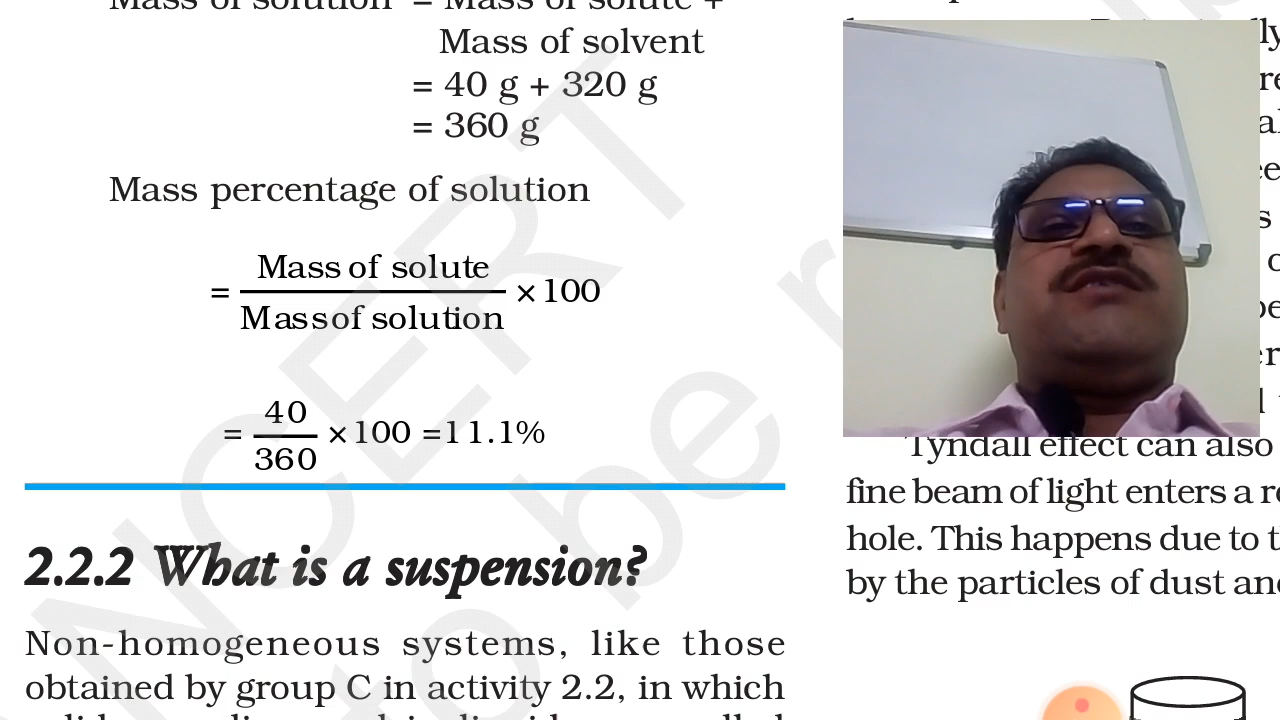 Mass of solution = Mass of solute +
Mass of solvent
= 40 g + 320 g
= 360 g
Mass percentage of solution
= Mass of solute
Mass of solution
×100
= 40
360
×100 =11.1%
2.2.2 What is a suspension?
Non-homogeneous systems, like those
obtained by group C in activity 2.2, in which
Tyndall effect can also
fine beam of light enters a
hole. This happens due to
by the particles of dust
NCERT
to be